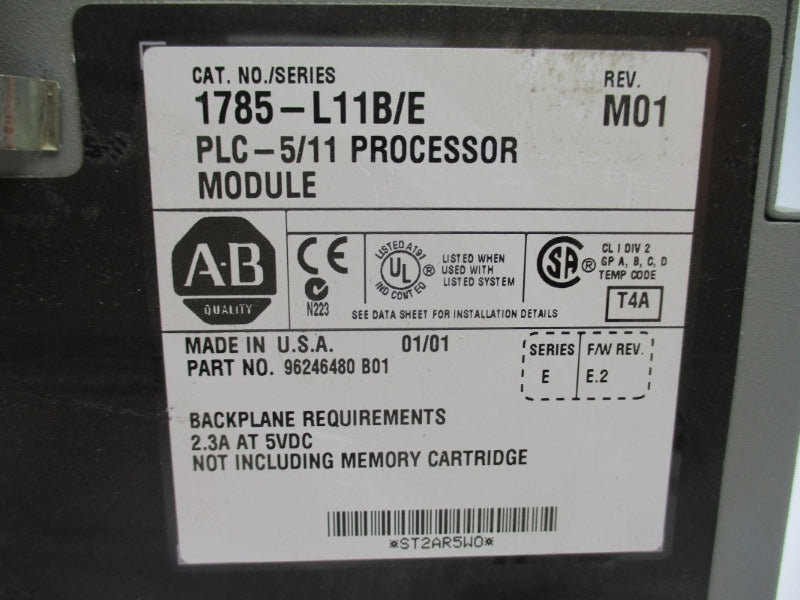 CAT. NO./SERIES
REV.
1785-L11B/E
M01
PLC-5/11 PROCESSOR
MODULE
A-B
QUALITY
CE
N223
LISTED A191
UL
IND CONT EQ
®
LISTED WHEN
USED WITH
LISTED SYSTEM
SA ®
CL I DIV 2
GP A, B, C, D
TEMP CODE
T4A
SEE DATA SHEET FOR INSTALLATION DETAILS
MADE IN U.S.A. 01/01
PART NO. 96246480 B01
SERIES F/W REV.
E E.2
BACKPLANE REQUIREMENTS
2.3A AT 5VDC
NOT INCLUDING MEMORY CARTRIDGE
*ST2AR5W0*